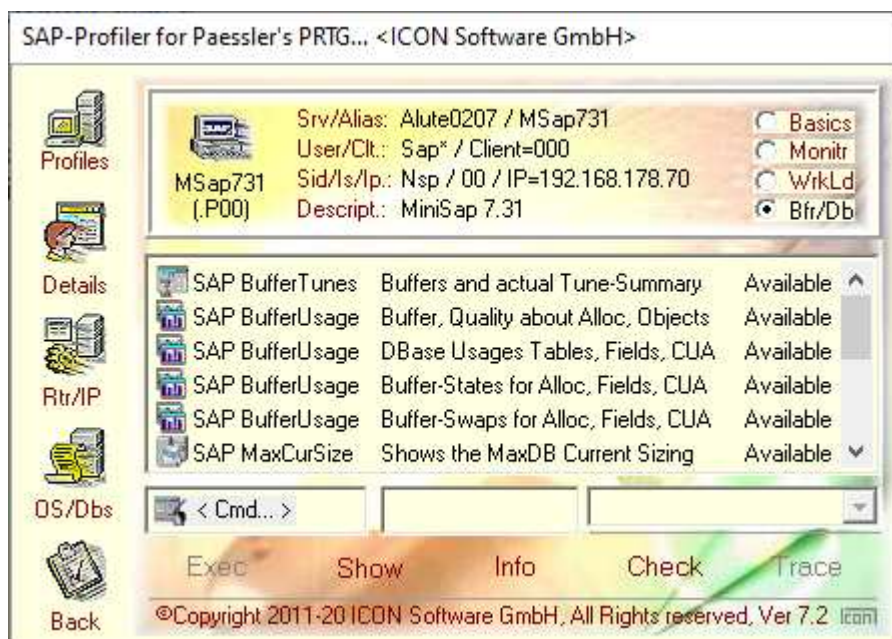 SAP-Profiler for Paessler's PRTG... <ICON Software GmbH>
Profiles
Details
Rtr/IP
OS/Dbs
Back
MSap731
(.P00)
Srv/Alias: Alute0207 / MSap731
User/Clt.: Sap* / Client=000
Sid/Is/Ip.: Nsp / 00 / IP=192.168.178.70
Descript.: MiniSap 7.31
Basics
Monitr
WrkLd
Bfr/Db
SAP BufferTunes Buffers and actual Tune-Summary Available
SAP BufferUsage Buffer, Quality about Alloc, Objects Available
SAP BufferUsage DBase Usages Tables, Fields, CUA Available
SAP BufferUsage Buffer-States for Alloc, Fields, CUA Available
SAP BufferUsage Buffer-Swaps for Alloc, Fields, CUA Available
SAP MaxCurSize Shows the MaxDB Current Sizing Available
< Cmd... >
Exec Show Info Check Trace
©Copyright 2011-20 ICON Software GmbH, All Rights reserved, Ver 7.2 Icon